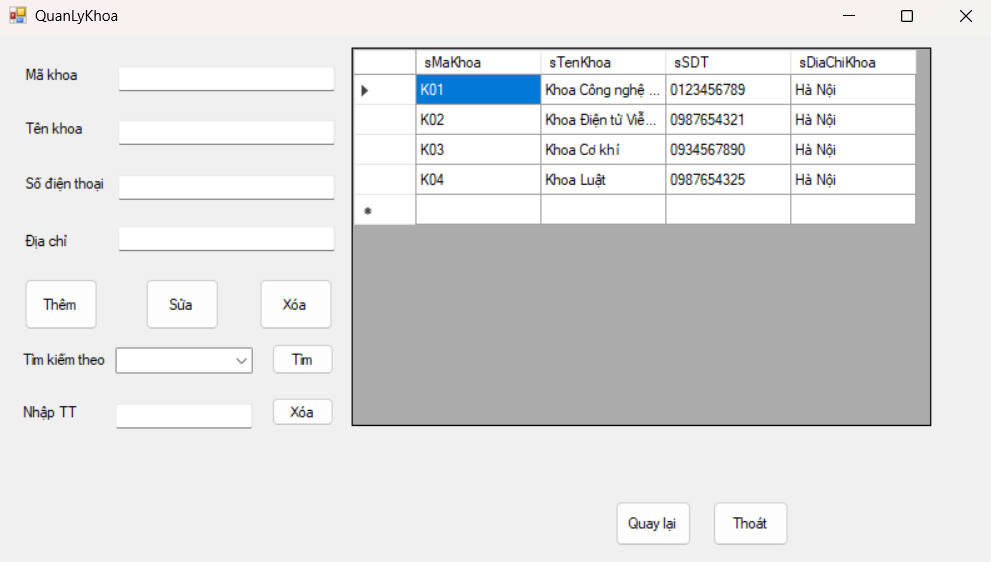 QuanLyKhoa
Mã khoa
Tên khoa
Số điện thoại
Địa chỉ
Thêm Sửa Xóa
Tìm kiếm theo Tìm
Nhập TT Xóa
sMaKhoa sTenKhoa sSDT sDiaChiKhoa
K01 Khoa Công nghệ ... 0123456789 Hà Nội
K02 Khoa Điện tử Viễ... 0987654321 Hà Nội
K03 Khoa Cơ khí 0934567890 Hà Nội
K04 Khoa Luật 0987654325 Hà Nội
Quay lại Thoát